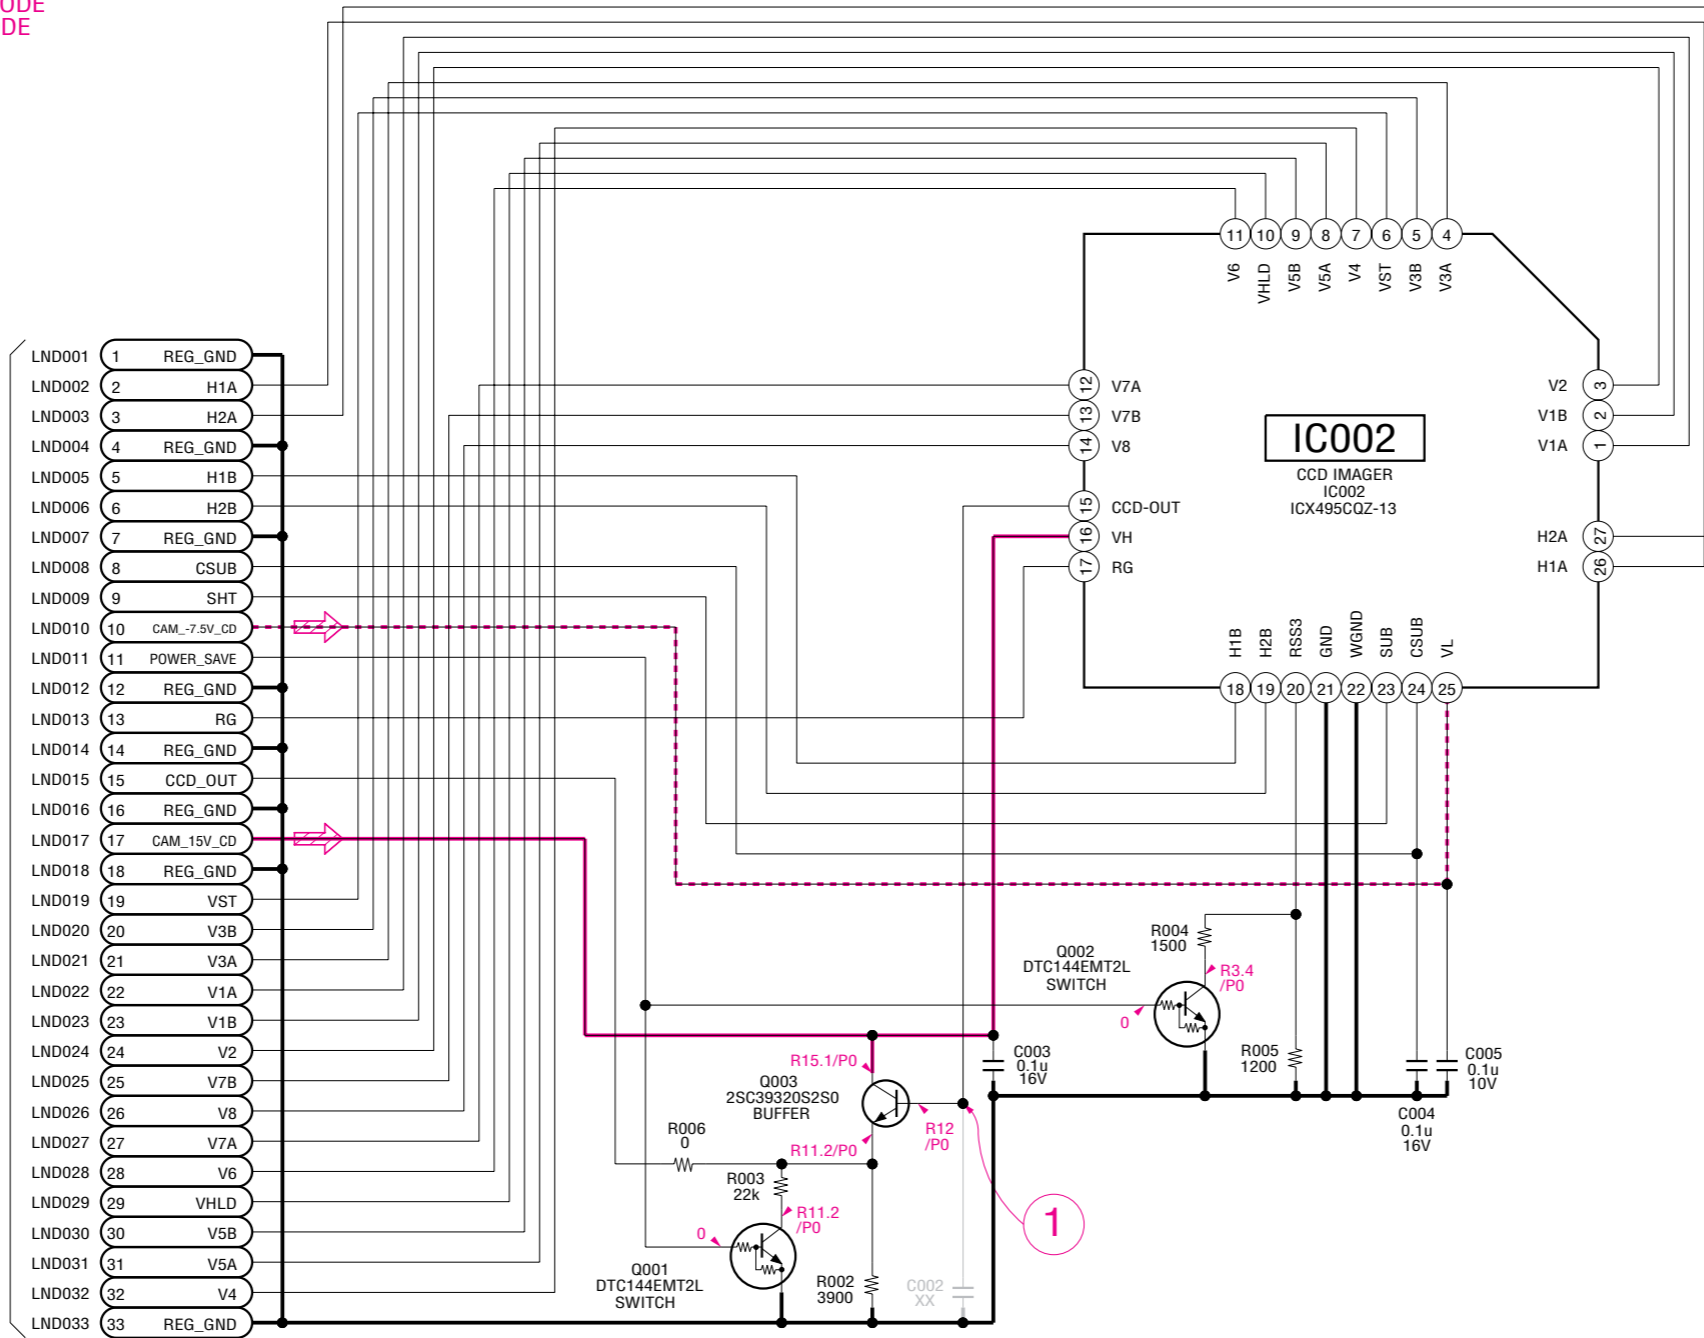 ODE
DE
LND001 1 REG_GND
LND002 2 H1A
LND003 3 H2A
LND004 4 REG_GND
LND005 5 H1B
LND006 6 H2B
LND007 7 REG_GND
LND008 8 CSUB
LND009 9 SHT
LND010 10 CAM_-7.5V_CD
LND011 11 POWER_SAVE
LND012 12 REG_GND
LND013 13 RG
LND014 14 REG_GND
LND015 15 CCD_OUT
LND016 16 REG_GND
LND017 17 CAM_15V_CD
LND018 18 REG_GND
LND019 19 VST
LND020 20 V3B
LND021 21 V3A
LND022 22 V1A
LND023 23 V1B
LND024 24 V2
LND025 25 V7B
LND026 26 V8
LND027 27 V7A
LND028 28 V6
LND029 29 VHLD
LND030 30 V5B
LND031 31 V5A
LND032 32 V4
LND033 33 REG_GND
11 10 9 8 7 6 5 4
V6 VHLD V5B V5A V4 VST V3B V3A
12 V7A
13 V7B
14 V8
15 CCD-OUT
16 VH
17 RG
IC002
CCD IMAGER
IC002
ICX495CQZ-13
V2 3
V1B 2
V1A 1
H2A 27
H1A 26
H1B H2B RSS3 GND WGND SUB CSUB VL
18 19 20 21 22 23 24 25
R004
1500
Q002
DTC144EMT2L
SWITCH
R3.4
/P0
0
R005
1200
C003
0.1u
16V
C005
0.1u
10V
C004
0.1u
16V
R15.1/P0
Q003
2SC39320S2S0
BUFFER
R12
/P0
R11.2/P0
R006
0
R003
22k
R11.2
/P0
0
1
Q001
DTC144EMT2L
SWITCH
R002
3900
C002
XX